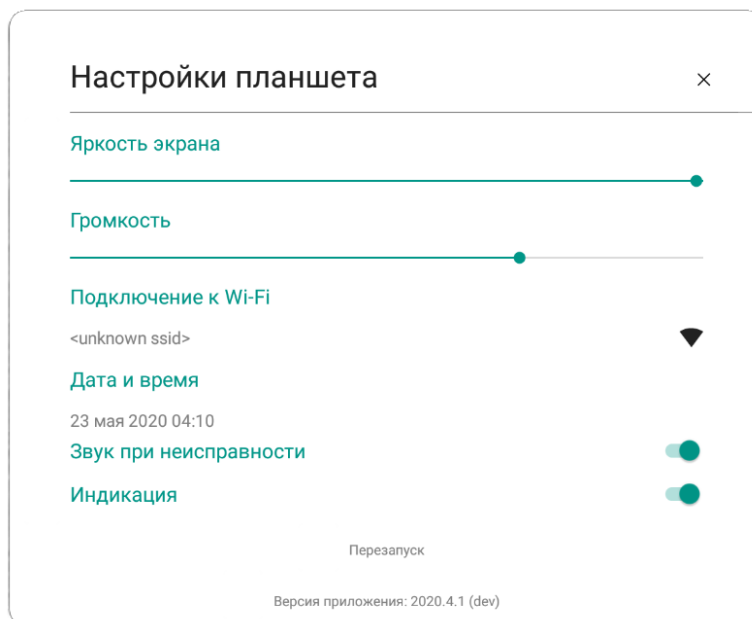 Настройки планшета
Яркость экрана
Громкость
Подключение к Wi-Fi
<unknown ssid>
Дата и время
23 мая 2020 04:10
Звук при неисправности
Индикация
Перезапуск
Версия приложения: 2020.4.1 (dev)